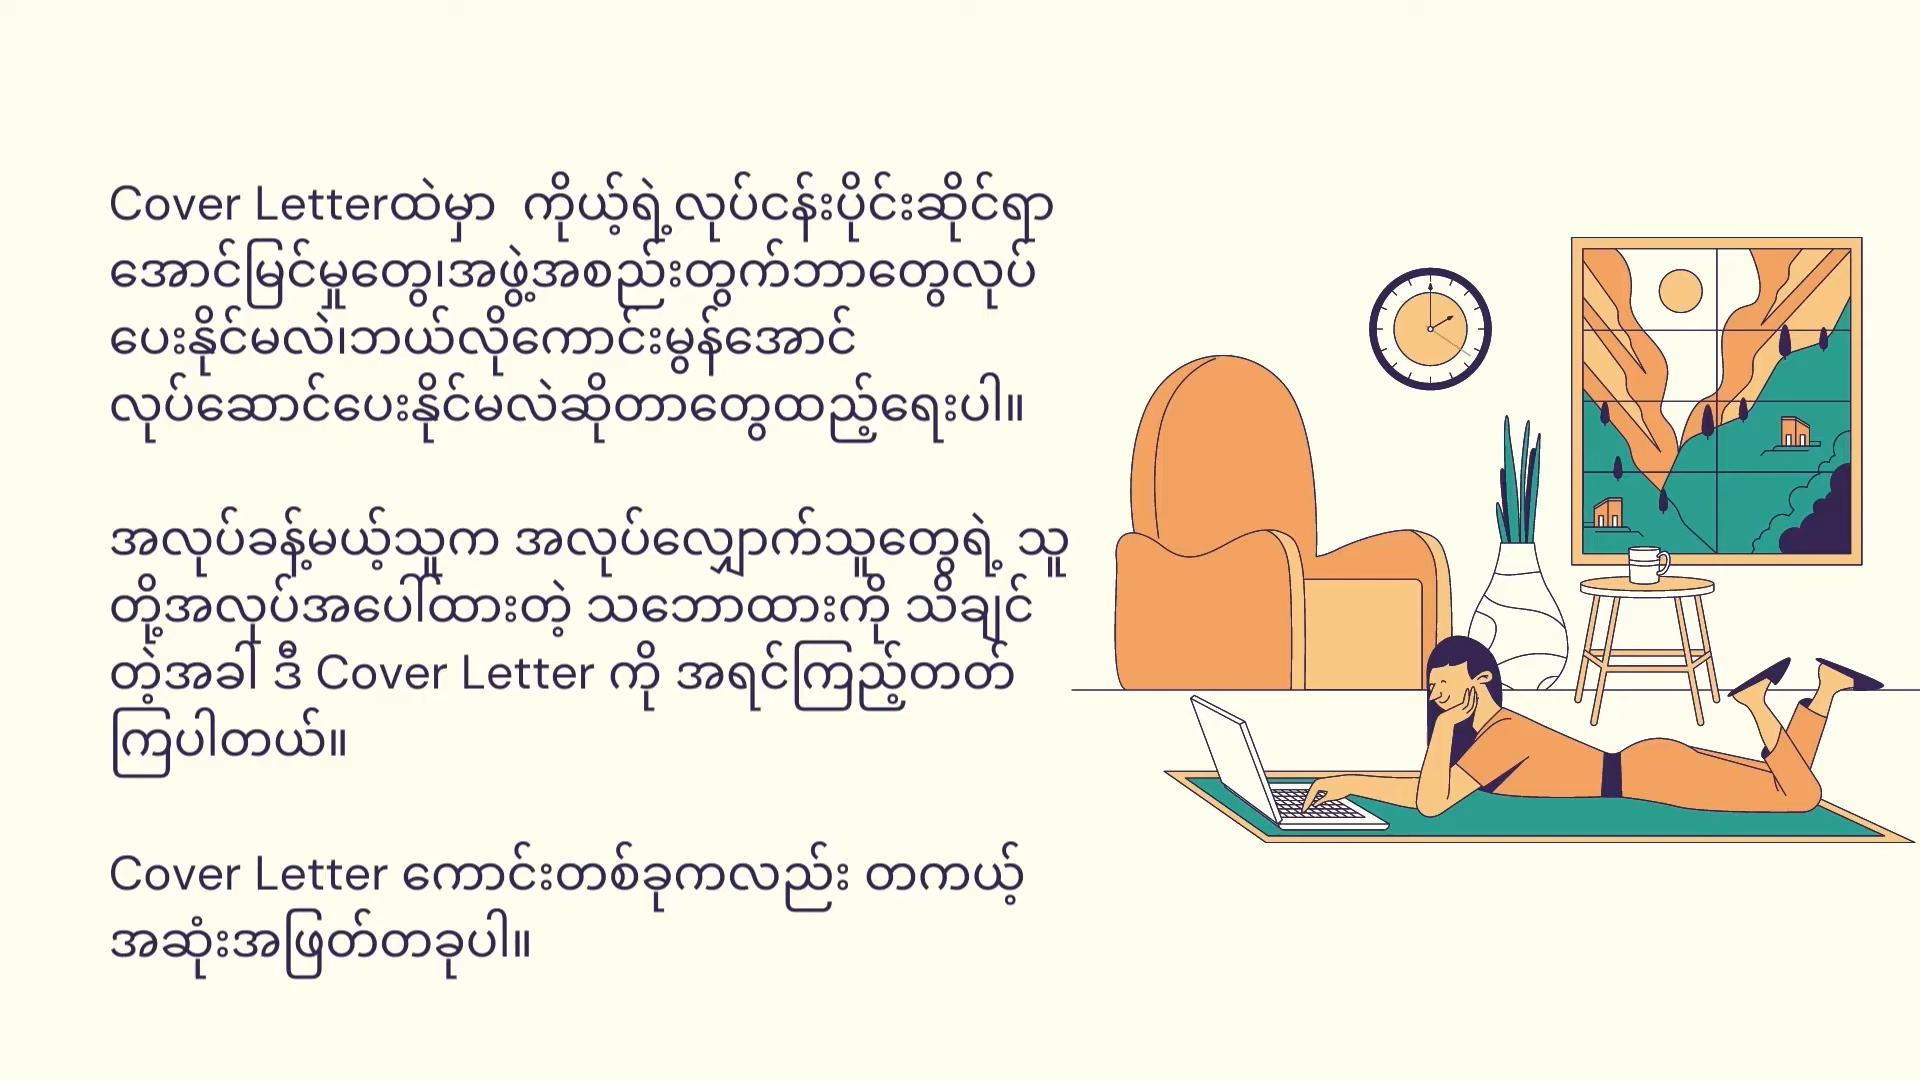 Cover Letterထဲမှာ  ကိုယ့်ရဲ့လုပ်ငန်းပိုင်းဆိုင်ရာ
အောင်မြင်မှုတွေ၊အဖွဲ့အစည်းတွက်ဘာတွေလုပ်
ပေးနိုင်မလဲ၊ဘယ်လိုကောင်းမွန်အောင်
လုပ်ဆောင်ပေးနိုင်မလဲဆိုတာတွေထည့်ရေးပါ။
အလုပ်ခန့်မယ့်သူက အလုပ်လျှောက်သူတွေရဲ့ သူ
တို့အလုပ်အပေါ်ထားတဲ့ သဘောထားကို သိချင်
တဲ့အခါ ဒီ Cover Letter ကို အရင်ကြည့်တတ်
ကြပါတယ်။
Cover Letter ကောင်းတစ်ခုကလည်း တကယ့်
အဆုံးအဖြတ်တခုပါ။